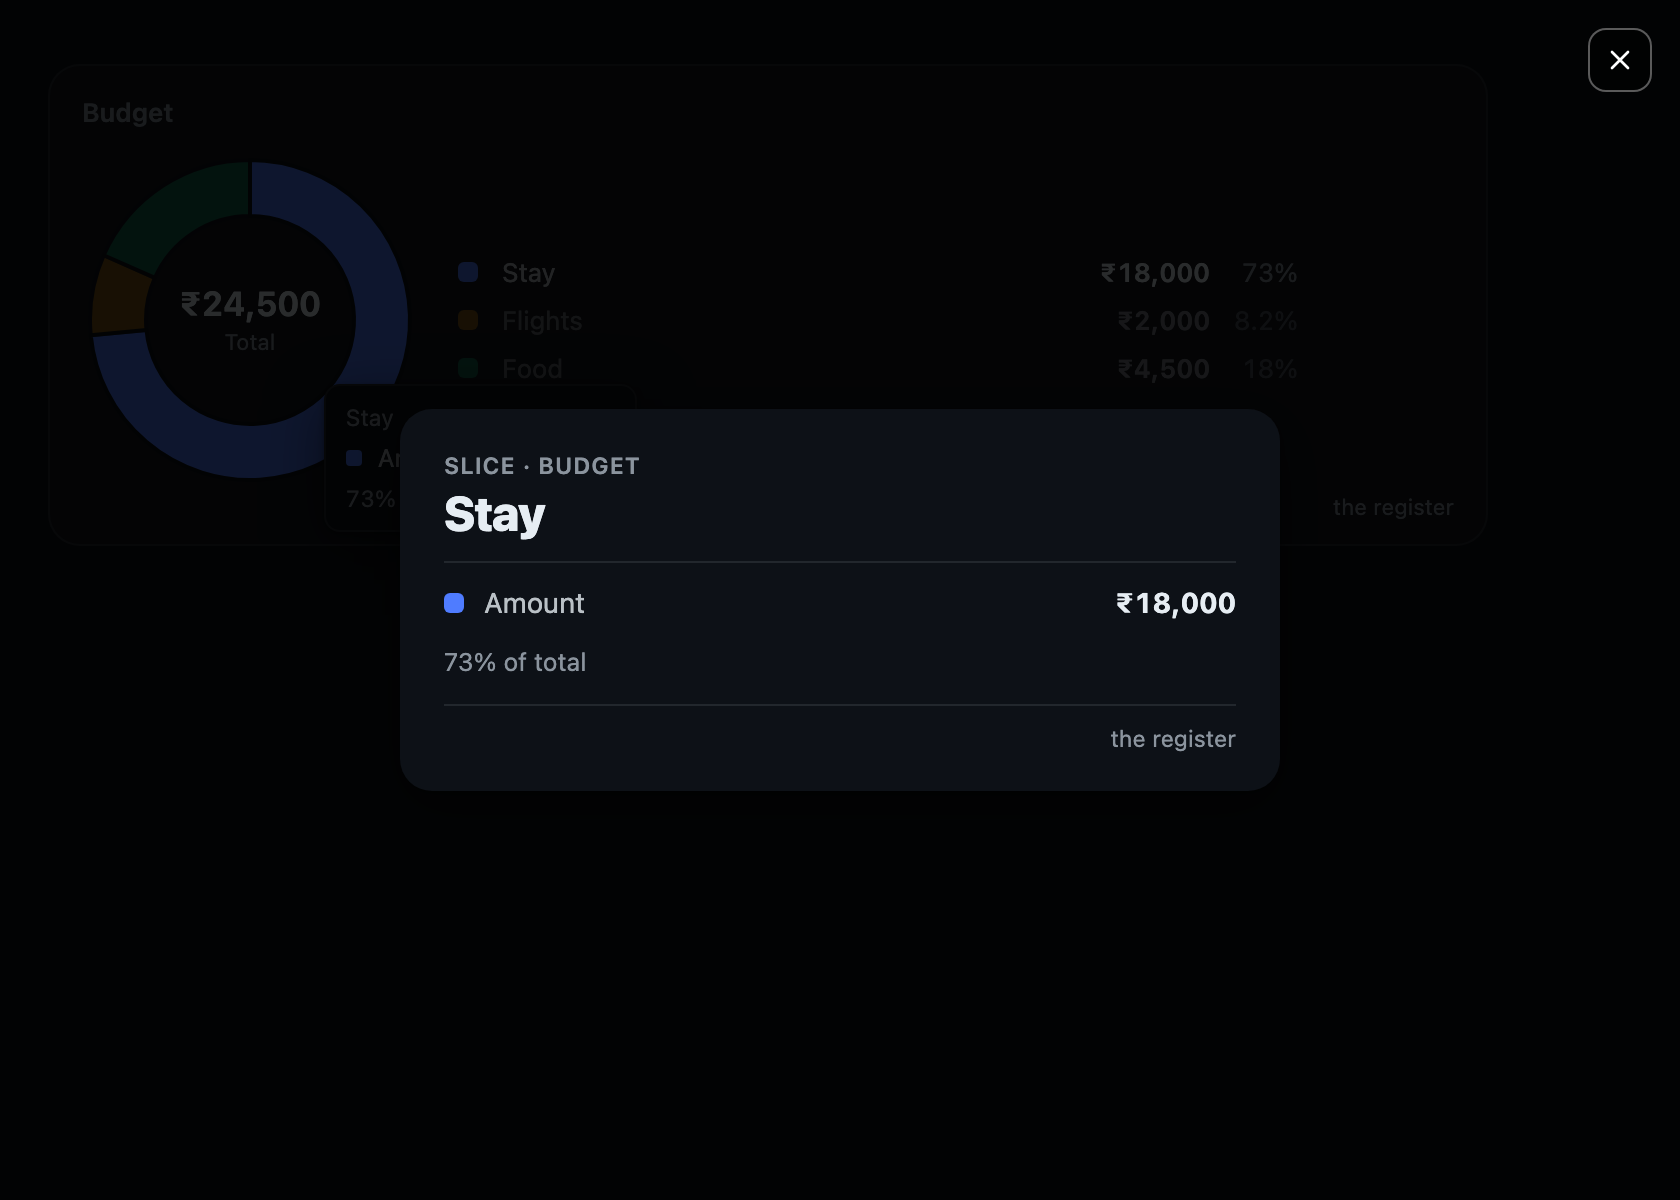 Budget
₹24,500
Total
Stay ₹18,000 73%
Flights ₹2,000 8.2%
Food ₹4,500 18%
Stay
73%
the register
SLICE · BUDGET
Stay
Amount ₹18,000
73% of total
the register